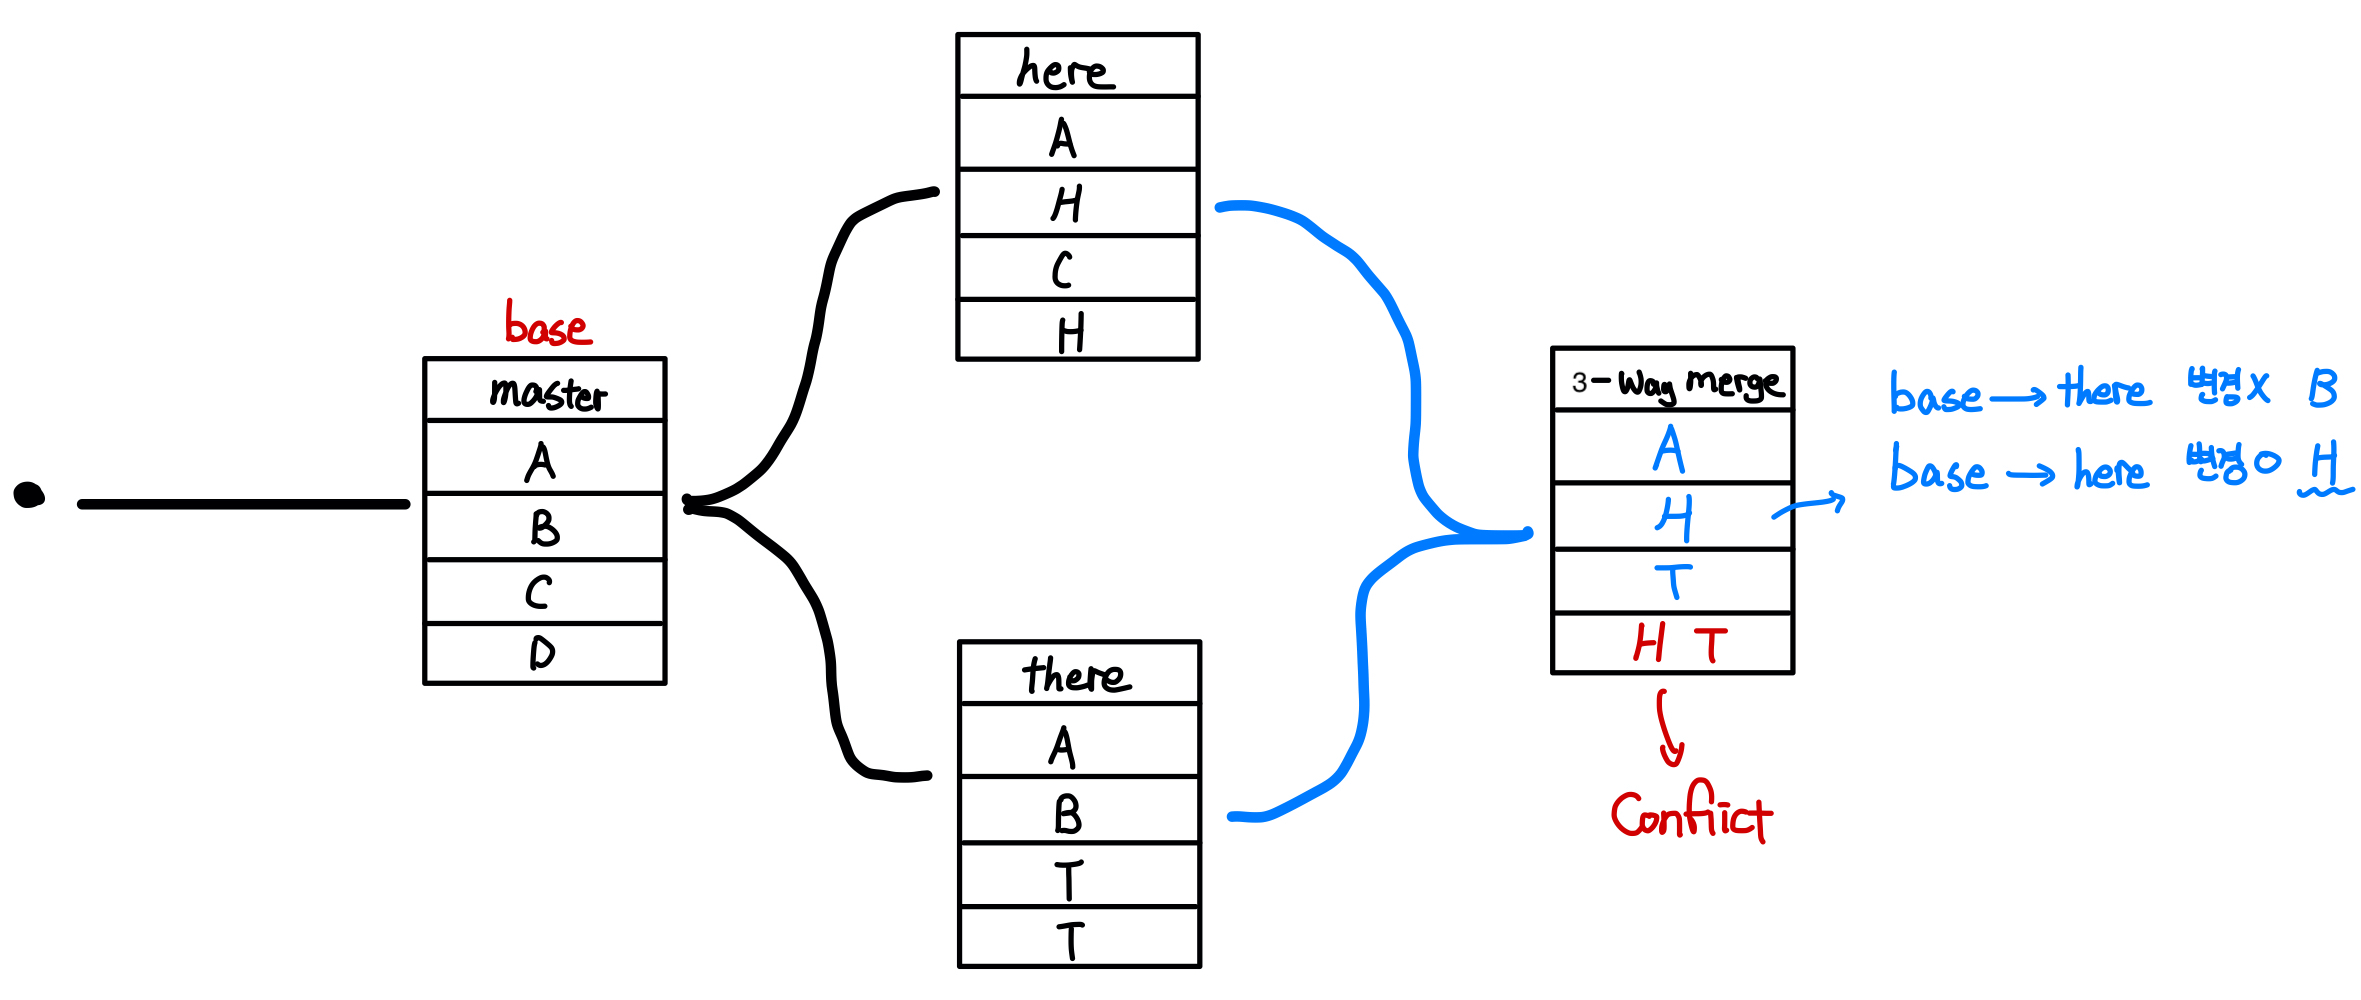 base
master
A
B
C
D
here
A
H
C
H
there
A
B
T
T
3-way merge
A
H
T
H T
Conflict
base → there 변경X B
base → here 변경O H